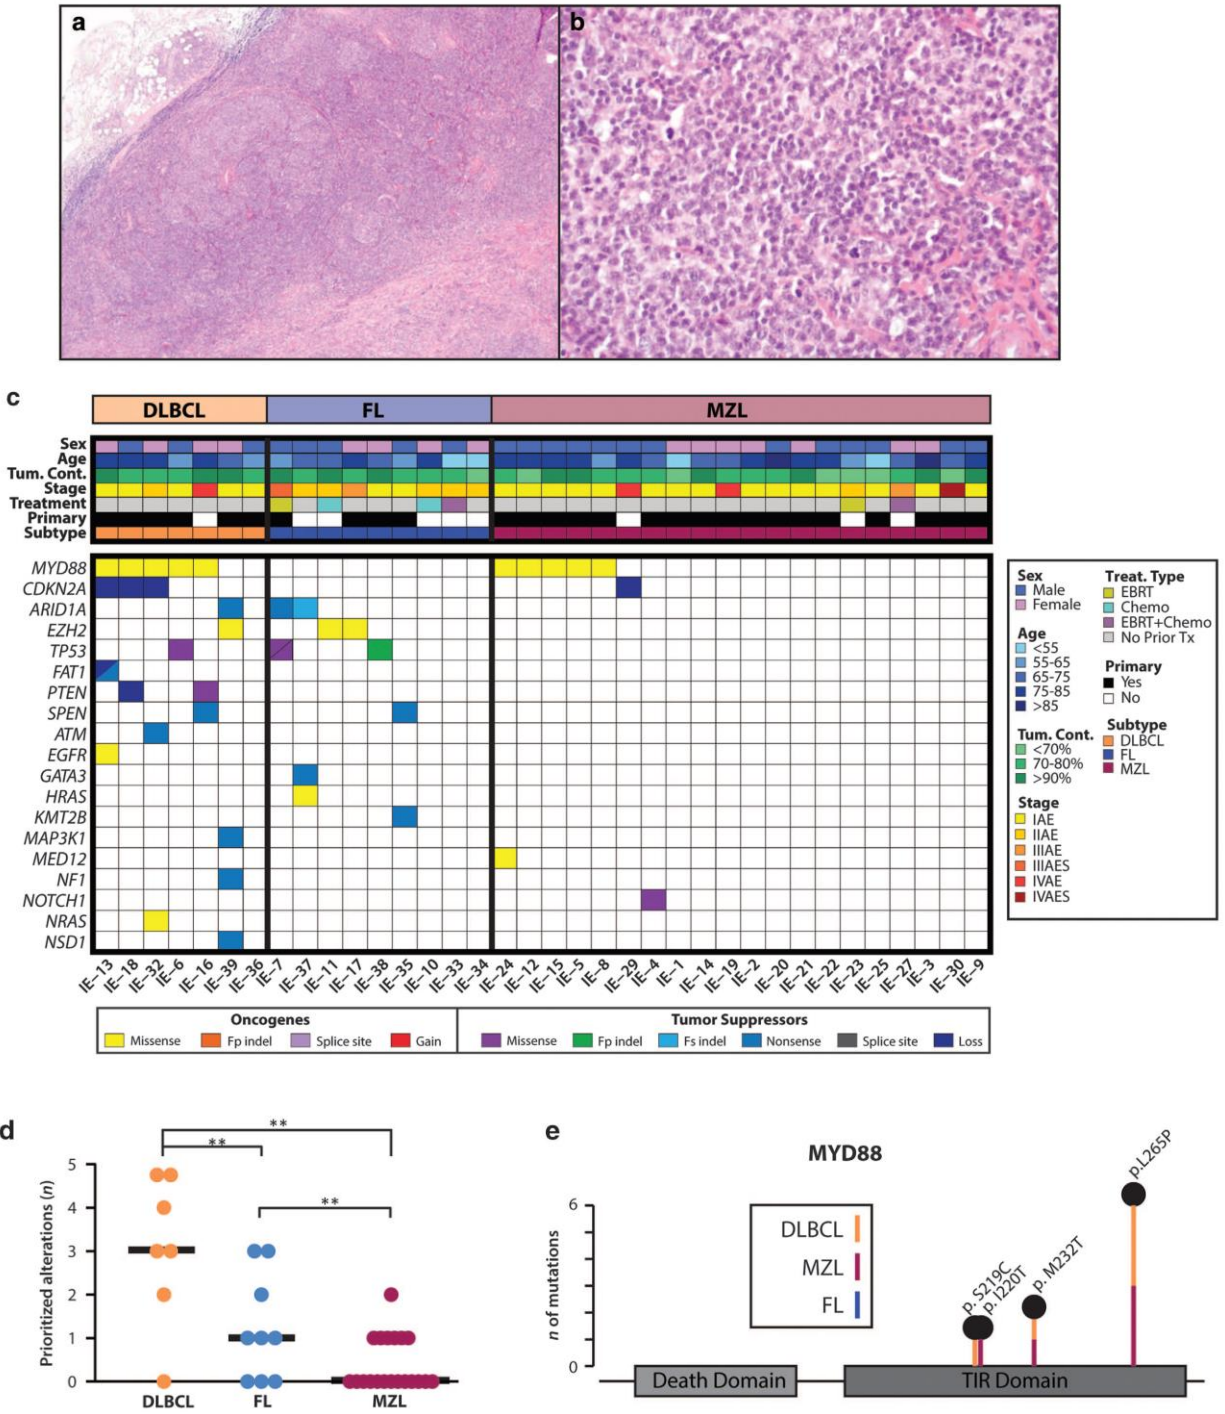 a
b
c
DLBCL
FL
MZL
Sex
Age
Tum. Cont.
Stage
Treatment
Primary
Subtype
MYD88
CDKN2A
ARID1A
EZH2
TP53
FAT1
PTEN
SPEN
ATM
EGFR
GATA3
HRAS
KMT2B
MAP3K1
MED12
NF1
NOTCH1
NRAS
NSD1
IE-13 IE-18 IE-32 IE-6 IE-16 IE-39 IE-36 IE-7 IE-37 IE-11 IE-17 IE-38 IE-35 IE-10 IE-33 IE-34 IE-24 IE-12 IE-15 IE-5 IE-8 IE-29 IE-4 IE-1 IE-14 IE-19 IE-2 IE-20 IE-21 IE-22 IE-23 IE-25 IE-27 IE-3 IE-30 IE-9
Sex
Male
Female
Age
<55
55-65
65-75
75-85
>85
Tum. Cont.
<70%
70-80%
>90%
Stage
IAE
IIAE
IIIAE
IIIAES
IVAE
IVAES
Treat. Type
EBRT
Chemo
EBRT+Chemo
No Prior Tx
Primary
Yes
No
Subtype
DLBCL
FL
MZL
Oncogenes
Missense Fp indel Splice site Gain
Tumor Suppressors
Missense Fp indel Fs indel Nonsense Splice site Loss
d
Prioritized alterations (n)
5
4
3
2
1
0
**
**
**
DLBCL FL MZL
e
MYD88
n of mutations
6
0
DLBCL
MZL
FL
p. S219C
p. I220T
p. M232T
p.L265P
Death Domain
TIR Domain